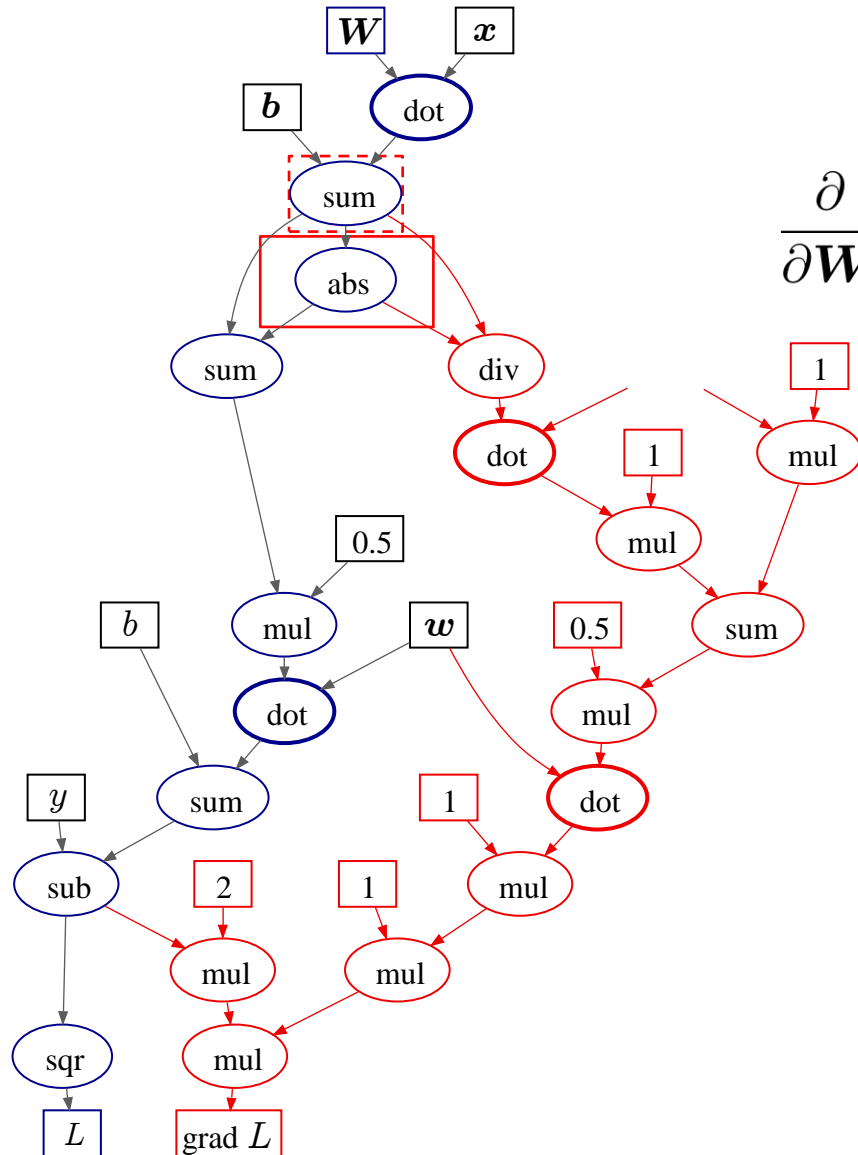 W x
b dot
sum
∂
∂W
abs
sum div 1
dot 1 mul
mul
0.5
b mul w 0.5 sum
dot mul
y sum 1 dot
sub 2 1 mul
mul mul
sqr mul
L grad L